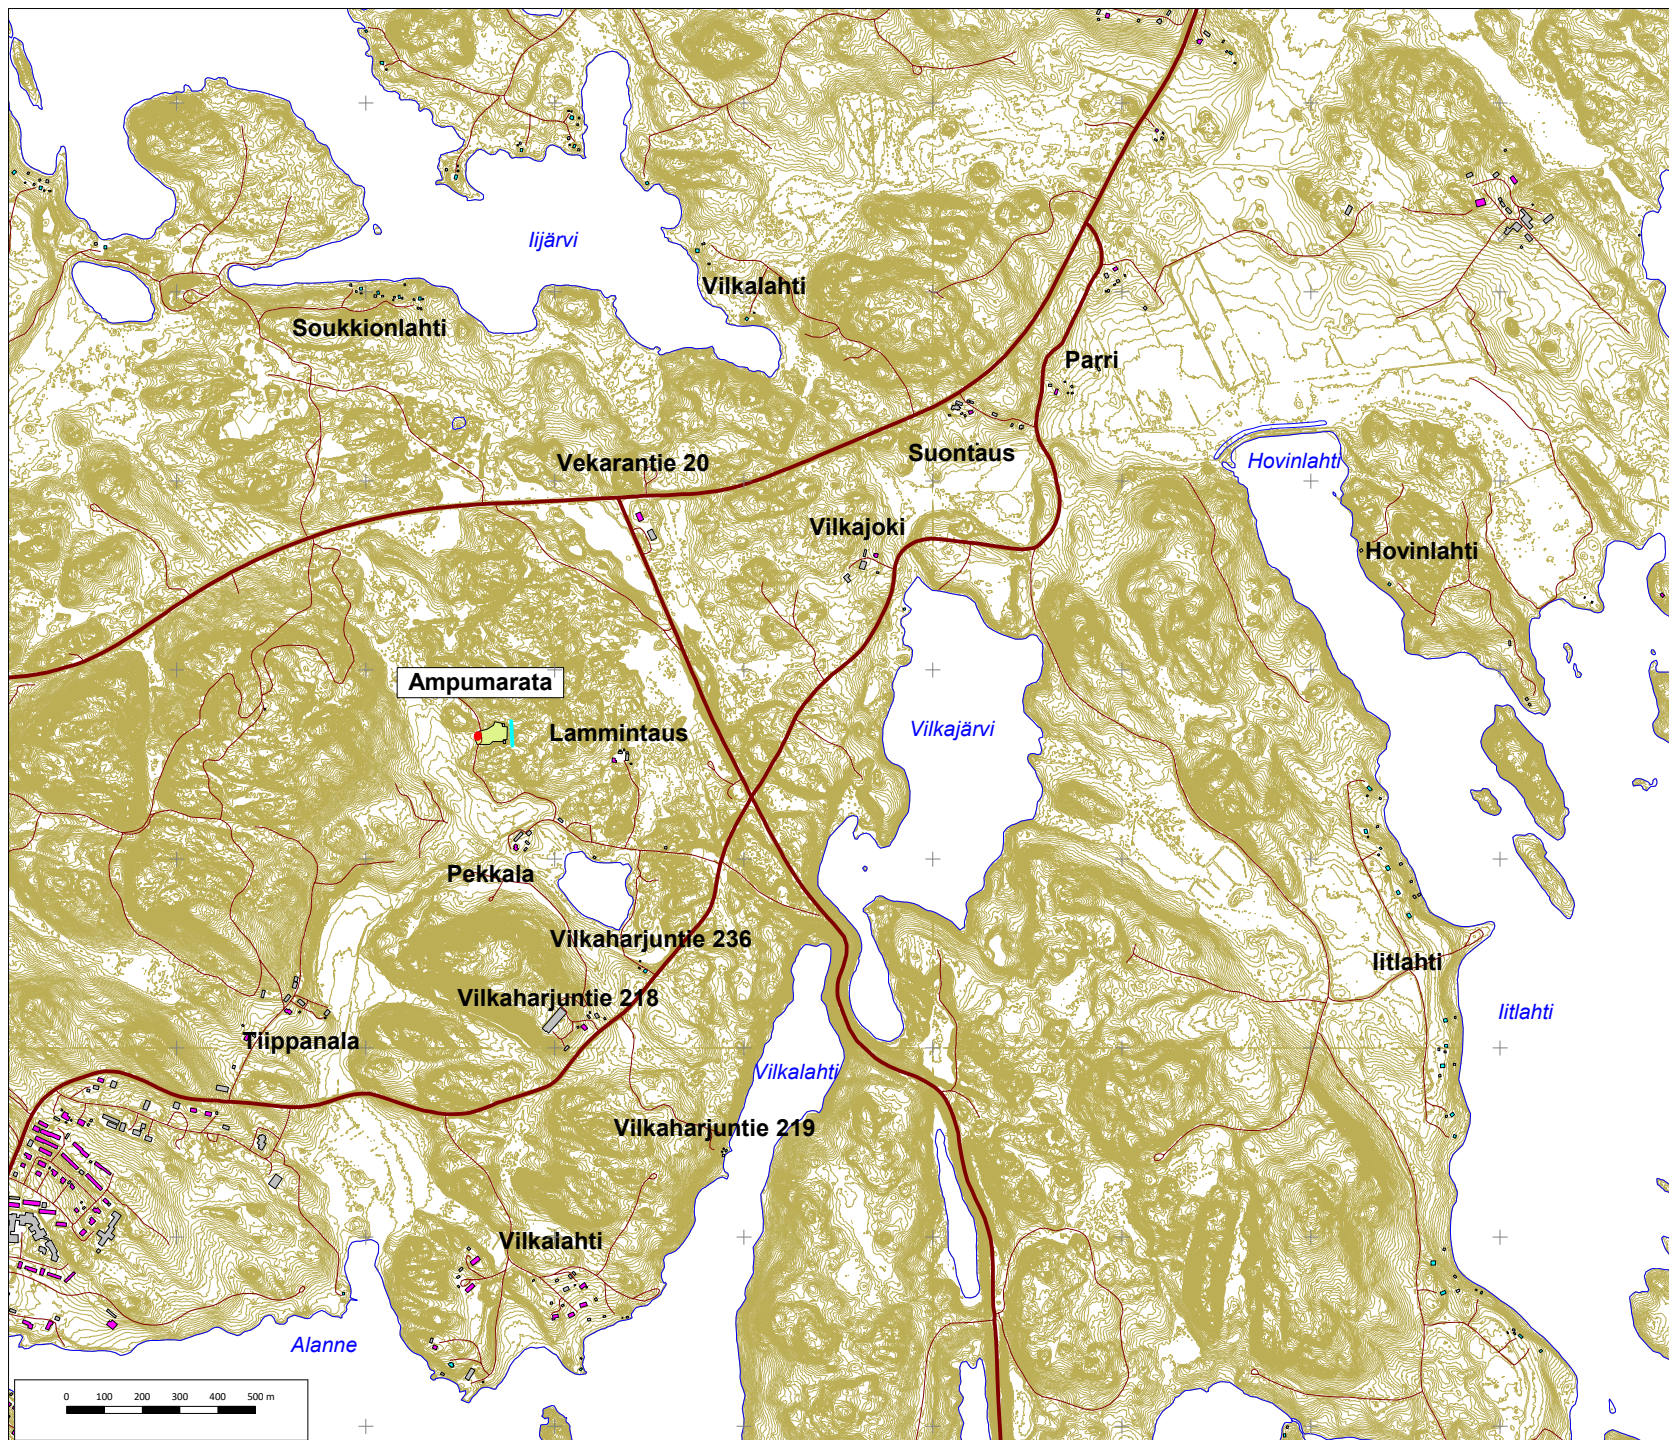 Iijärvi
Vilkalahti
Soukkionlahti
Parri
Suontaus
Hovinlahti
Vekarantie 20
Vilkajoki
Hovinlahti
Ampumarata
Lammintaus
Vilkajärvi
Pekkala
Vilkaharjuntie 236
Iitlahti
Vilkaharjuntie 218
Iitlahti
Tiippanala
Vilkalahti
Vilkaharjuntie 219
Vilkalahti
Alanne
0 100 200 300 400 500 m